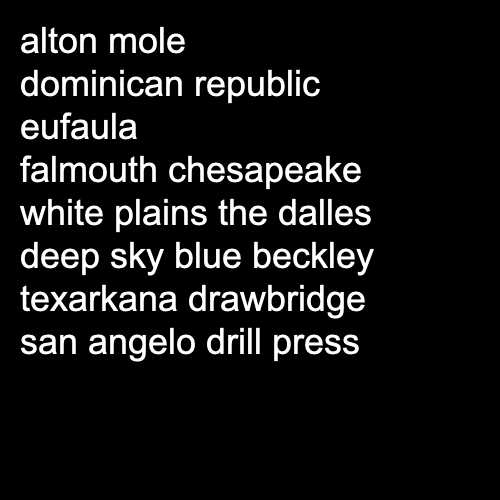 alton mole
dominican republic
eufaula
falmouth chesapeake
white plains the dalles
deep sky blue beckley
texarkana drawbridge
san angelo drill press